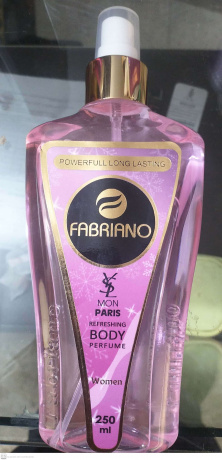 POWERFULL LONG LASTING
FABRIANO
YSL
MON
PARIS
REFRESHING
BODY
PERFUME
Women
250
ml